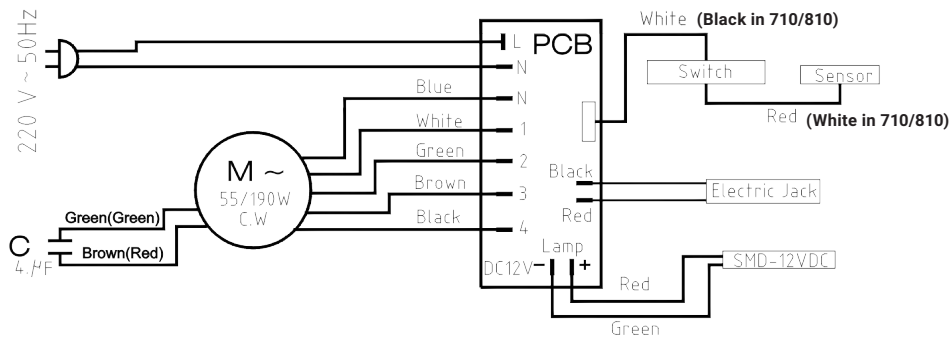 White (Black in 710/810)
220 V ~ 50Hz
L
PCB
N
Switch
Sensor
Blue
N
White
1
Red (White in 710/810)
Green
2
M ~
55/190W
C.W
Black
Brown
3
Electric Jack
Green(Green)
Red
Black
4
C
4.µF
Brown(Red)
Lamp
DC12V
−
+
SMD-12VDC
Red
Green